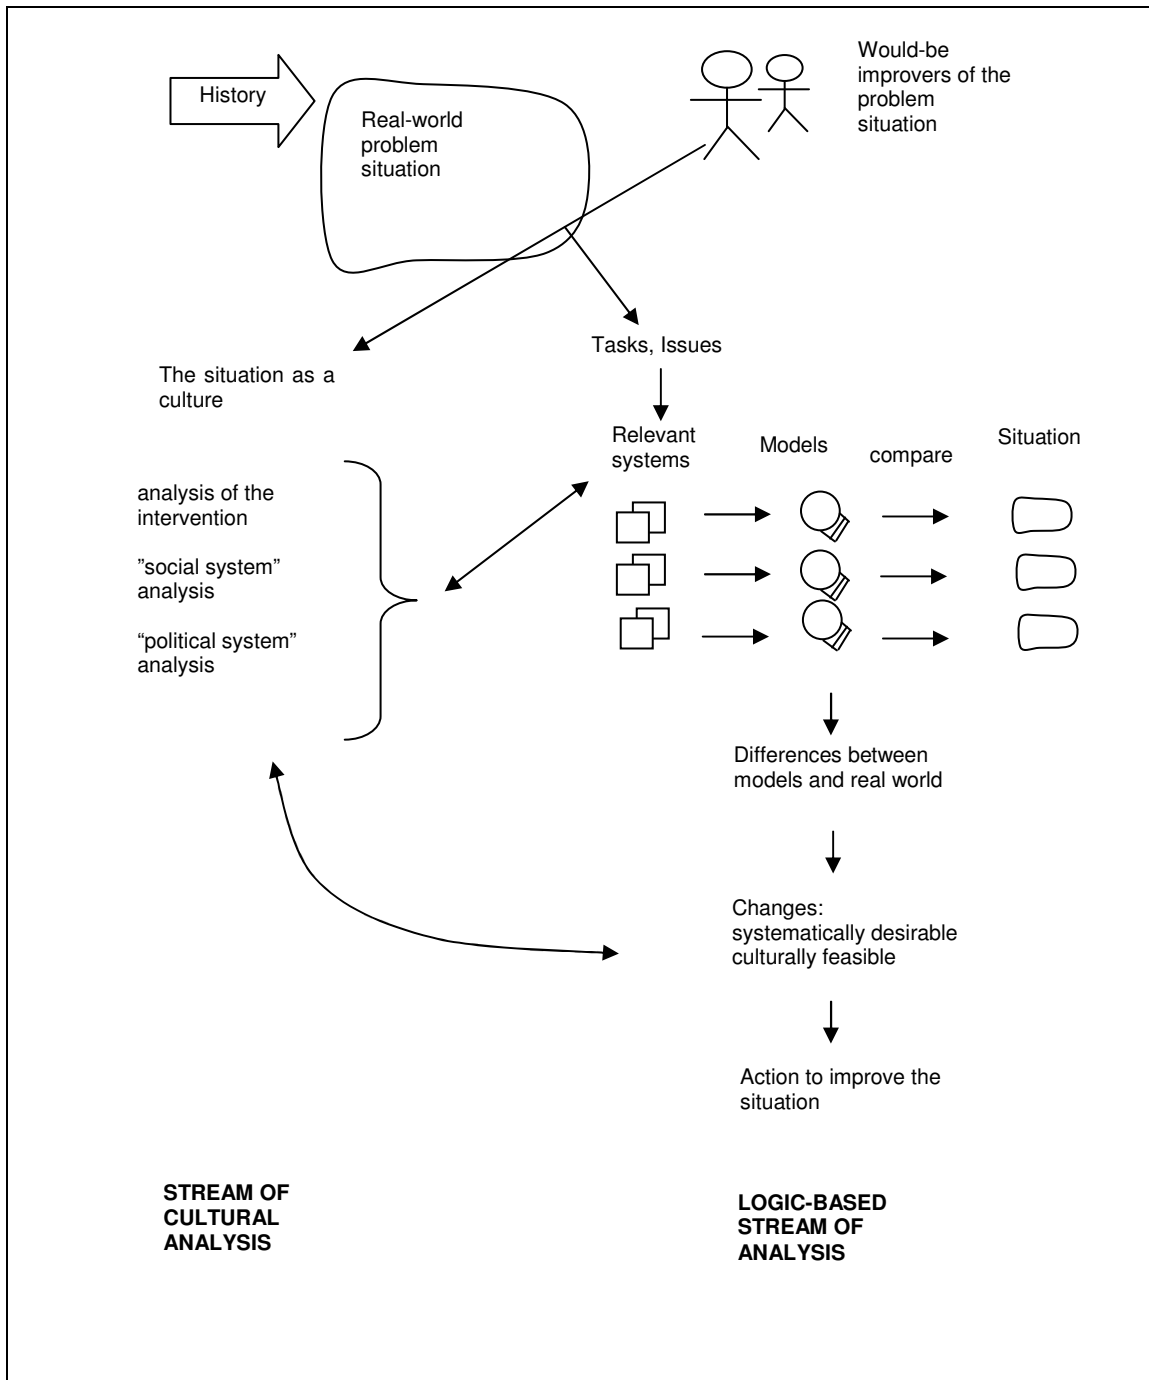 History
Real-world
problem
situation
Would-be
improvers of the
problem
situation
Tasks, Issues
The situation as a
culture
Relevant
systems
Models
compare
Situation
analysis of the
intervention
”social system”
analysis
“political system”
analysis
Differences between
models and real world
Changes:
systematically desirable
culturally feasible
Action to improve the
situation
STREAM OF
CULTURAL
ANALYSIS
LOGIC-BASED
STREAM OF
ANALYSIS